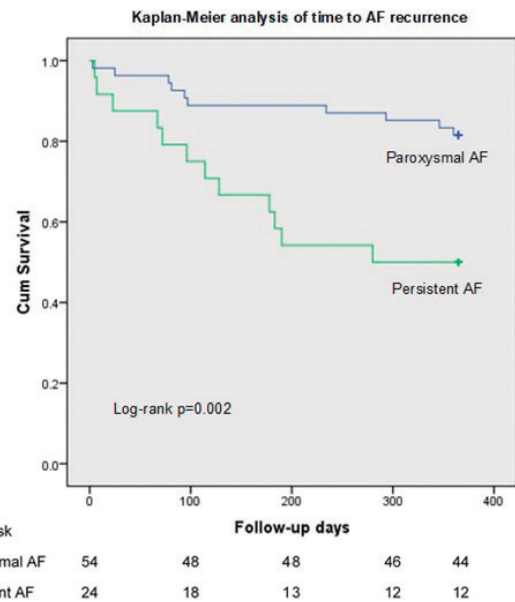 Kaplan-Meier analysis of time to AF recurrence
1.0
0.8
0.6
0.4
0.2
0.0
Cum Survival
Paroxysmal AF
Persistent AF
Log-rank p=0.002
0 100 200 300 400
Follow-up days
sk
mal AF 54 48 48 46 44
nt AF 24 18 13 12 12